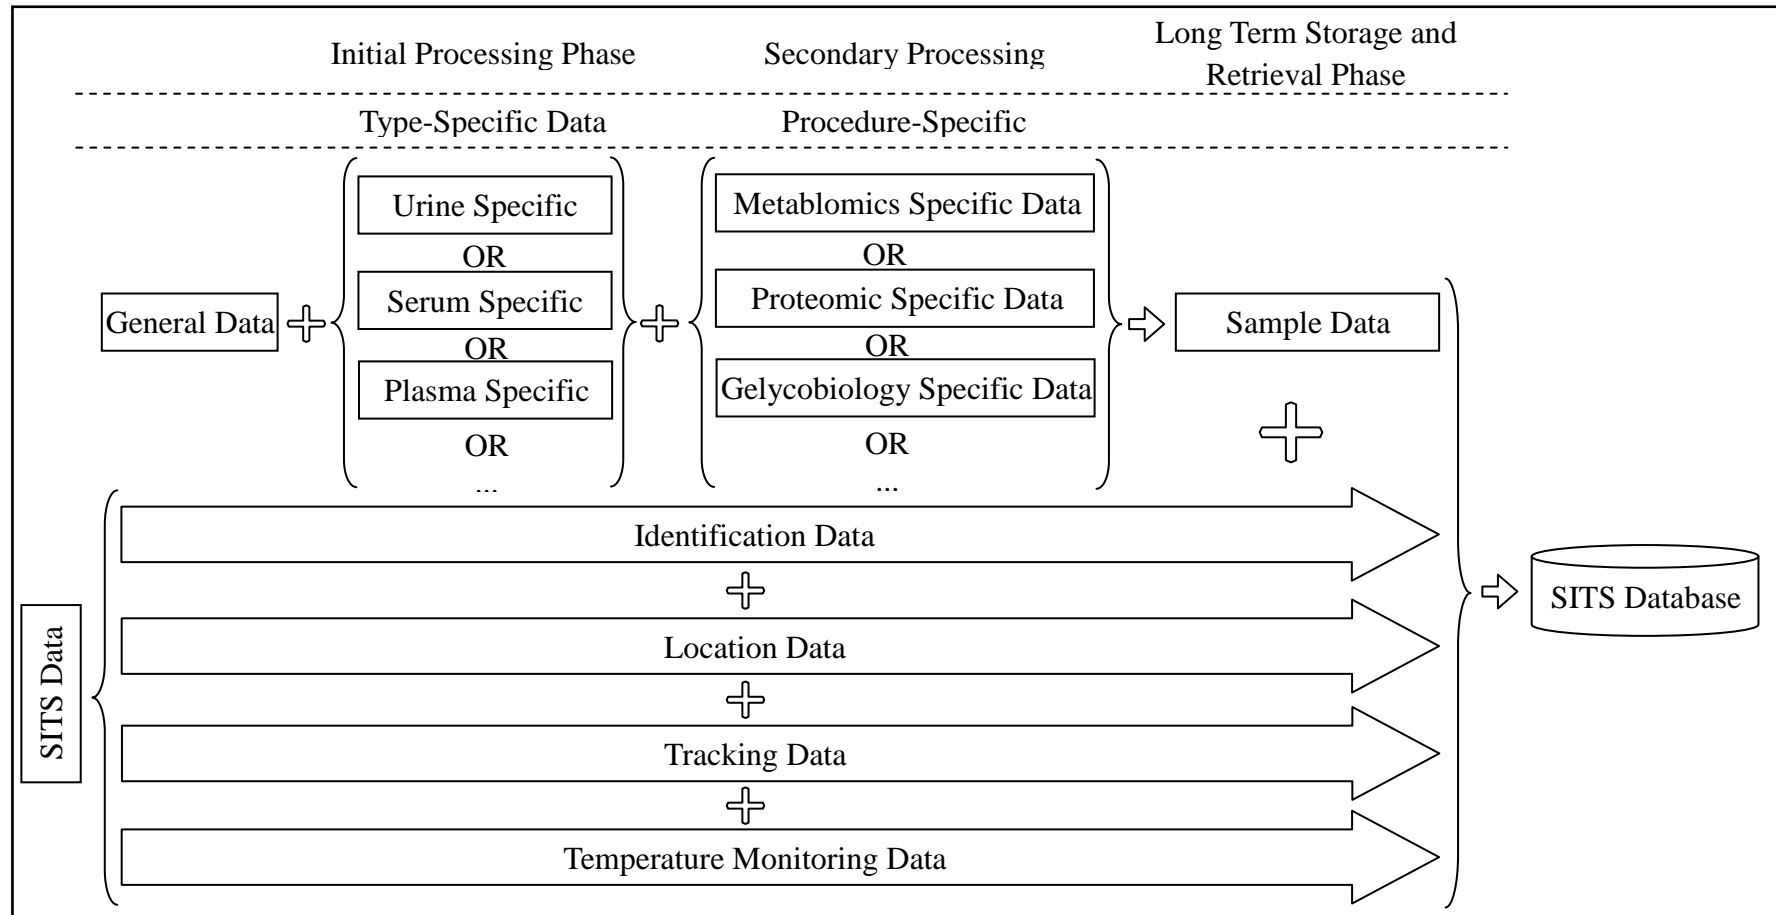 Initial Processing Phase
Secondary Processing
Long Term Storage and
Retrieval Phase
Type-Specific Data
Procedure-Specific
General Data
Urine Specific
OR
Serum Specific
OR
Plasma Specific
OR
...
Metablomics Specific Data
OR
Proteomic Specific Data
OR
Gelycobiology Specific Data
OR
...
Sample Data
SITS Data
Identification Data
Location Data
Tracking Data
Temperature Monitoring Data
SITS Database